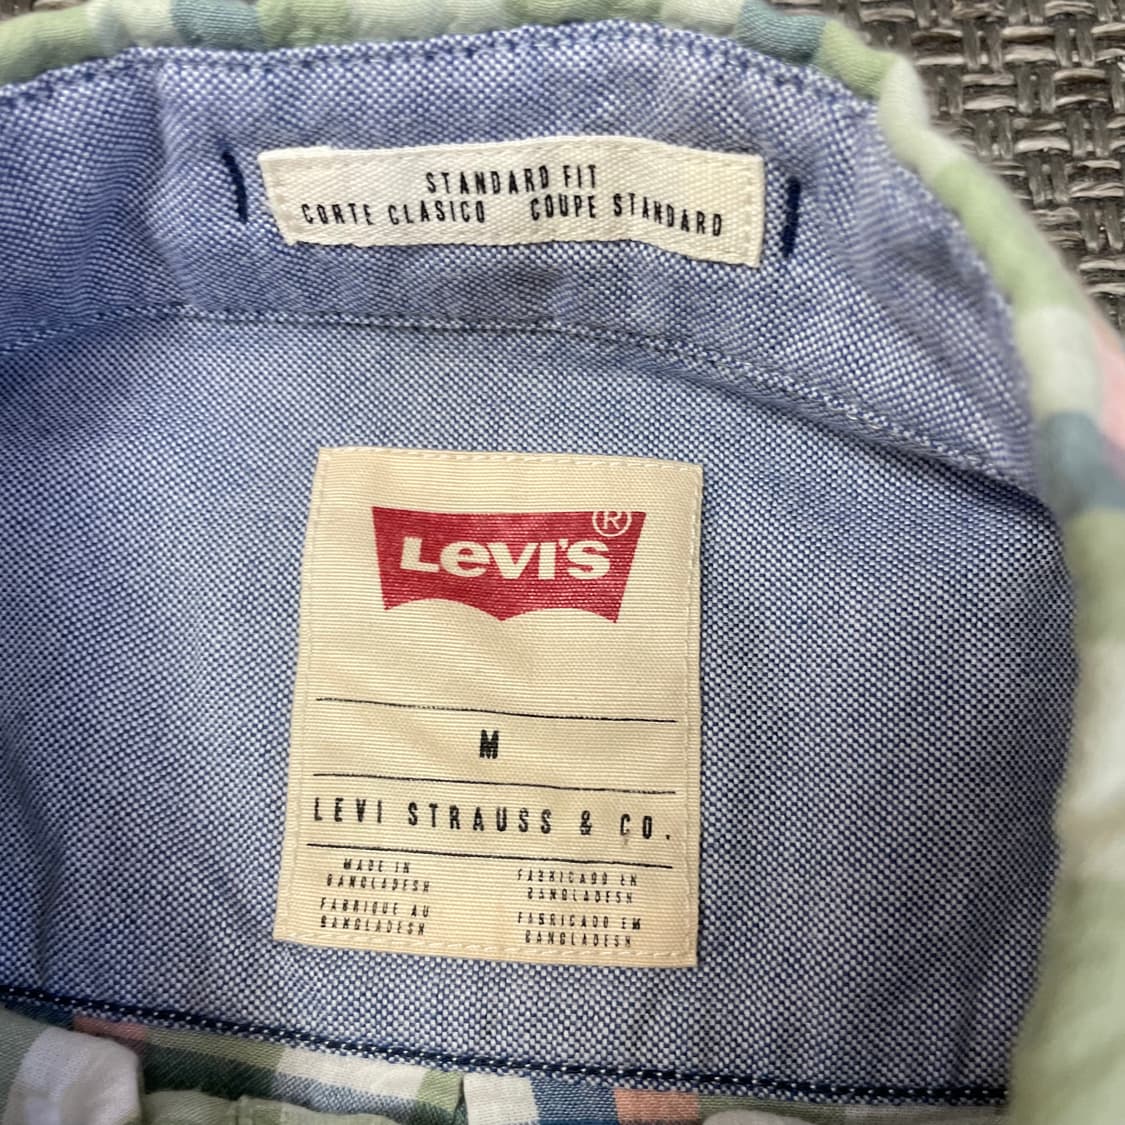 STANDARD FIT
CORTE CLASICO COUPE STANDARD
LEVI'S ®
M
LEVI STRAUSS & CO.
MADE IN
BANGLADESH
FABRIQUE AU
BANGLADESH
FABRICADO EN
BANGLADESH
FABRICADO EM
BANGLADESH